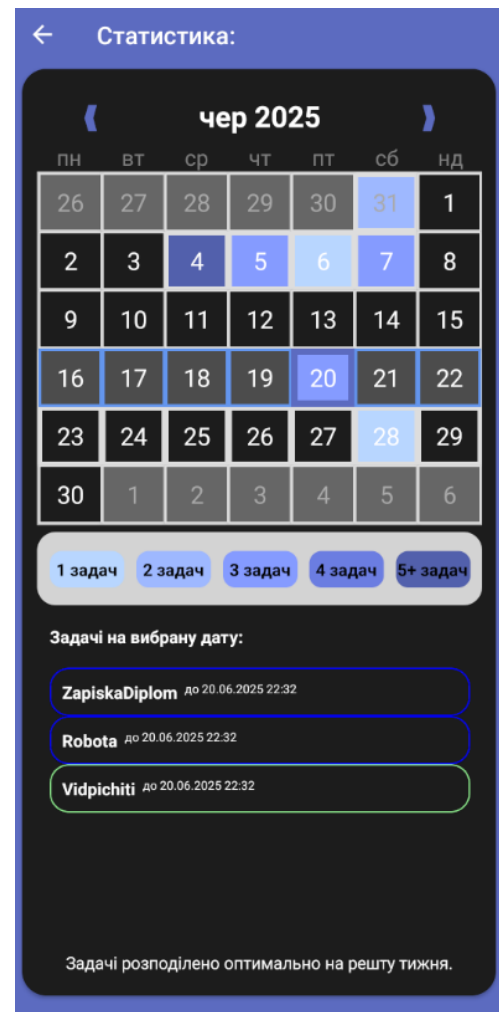 Статистика:
чер 2025
пн вт ср чт пт сб нд
26 27 28 29 30 31 1
2 3 4 5 6 7 8
9 10 11 12 13 14 15
16 17 18 19 20 21 22
23 24 25 26 27 28 29
30 1 2 3 4 5 6
1 задач 2 задач 3 задач 4 задач 5+ задач
Задачі на вибрану дату:
ZapiskaDiplom до 20.06.2025 22:32
Robota до 20.06.2025 22:32
Vidpichiti до 20.06.2025 22:32
Задачі розподілено оптимально на решту тижня.